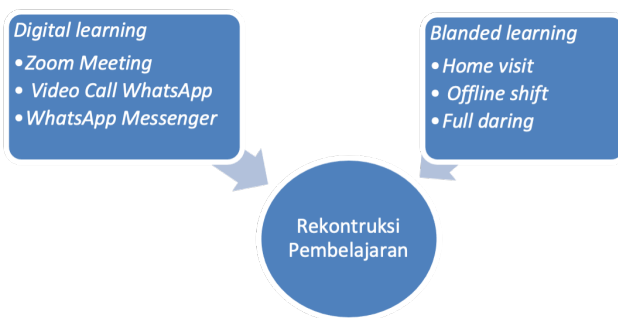 Digital learning
•Zoom Meeting
• Video Call WhatsApp
•WhatsApp Messenger
Blanded learning
•Home visit
• Offline shift
•Full daring
Rekontruksi
Pembelajaran